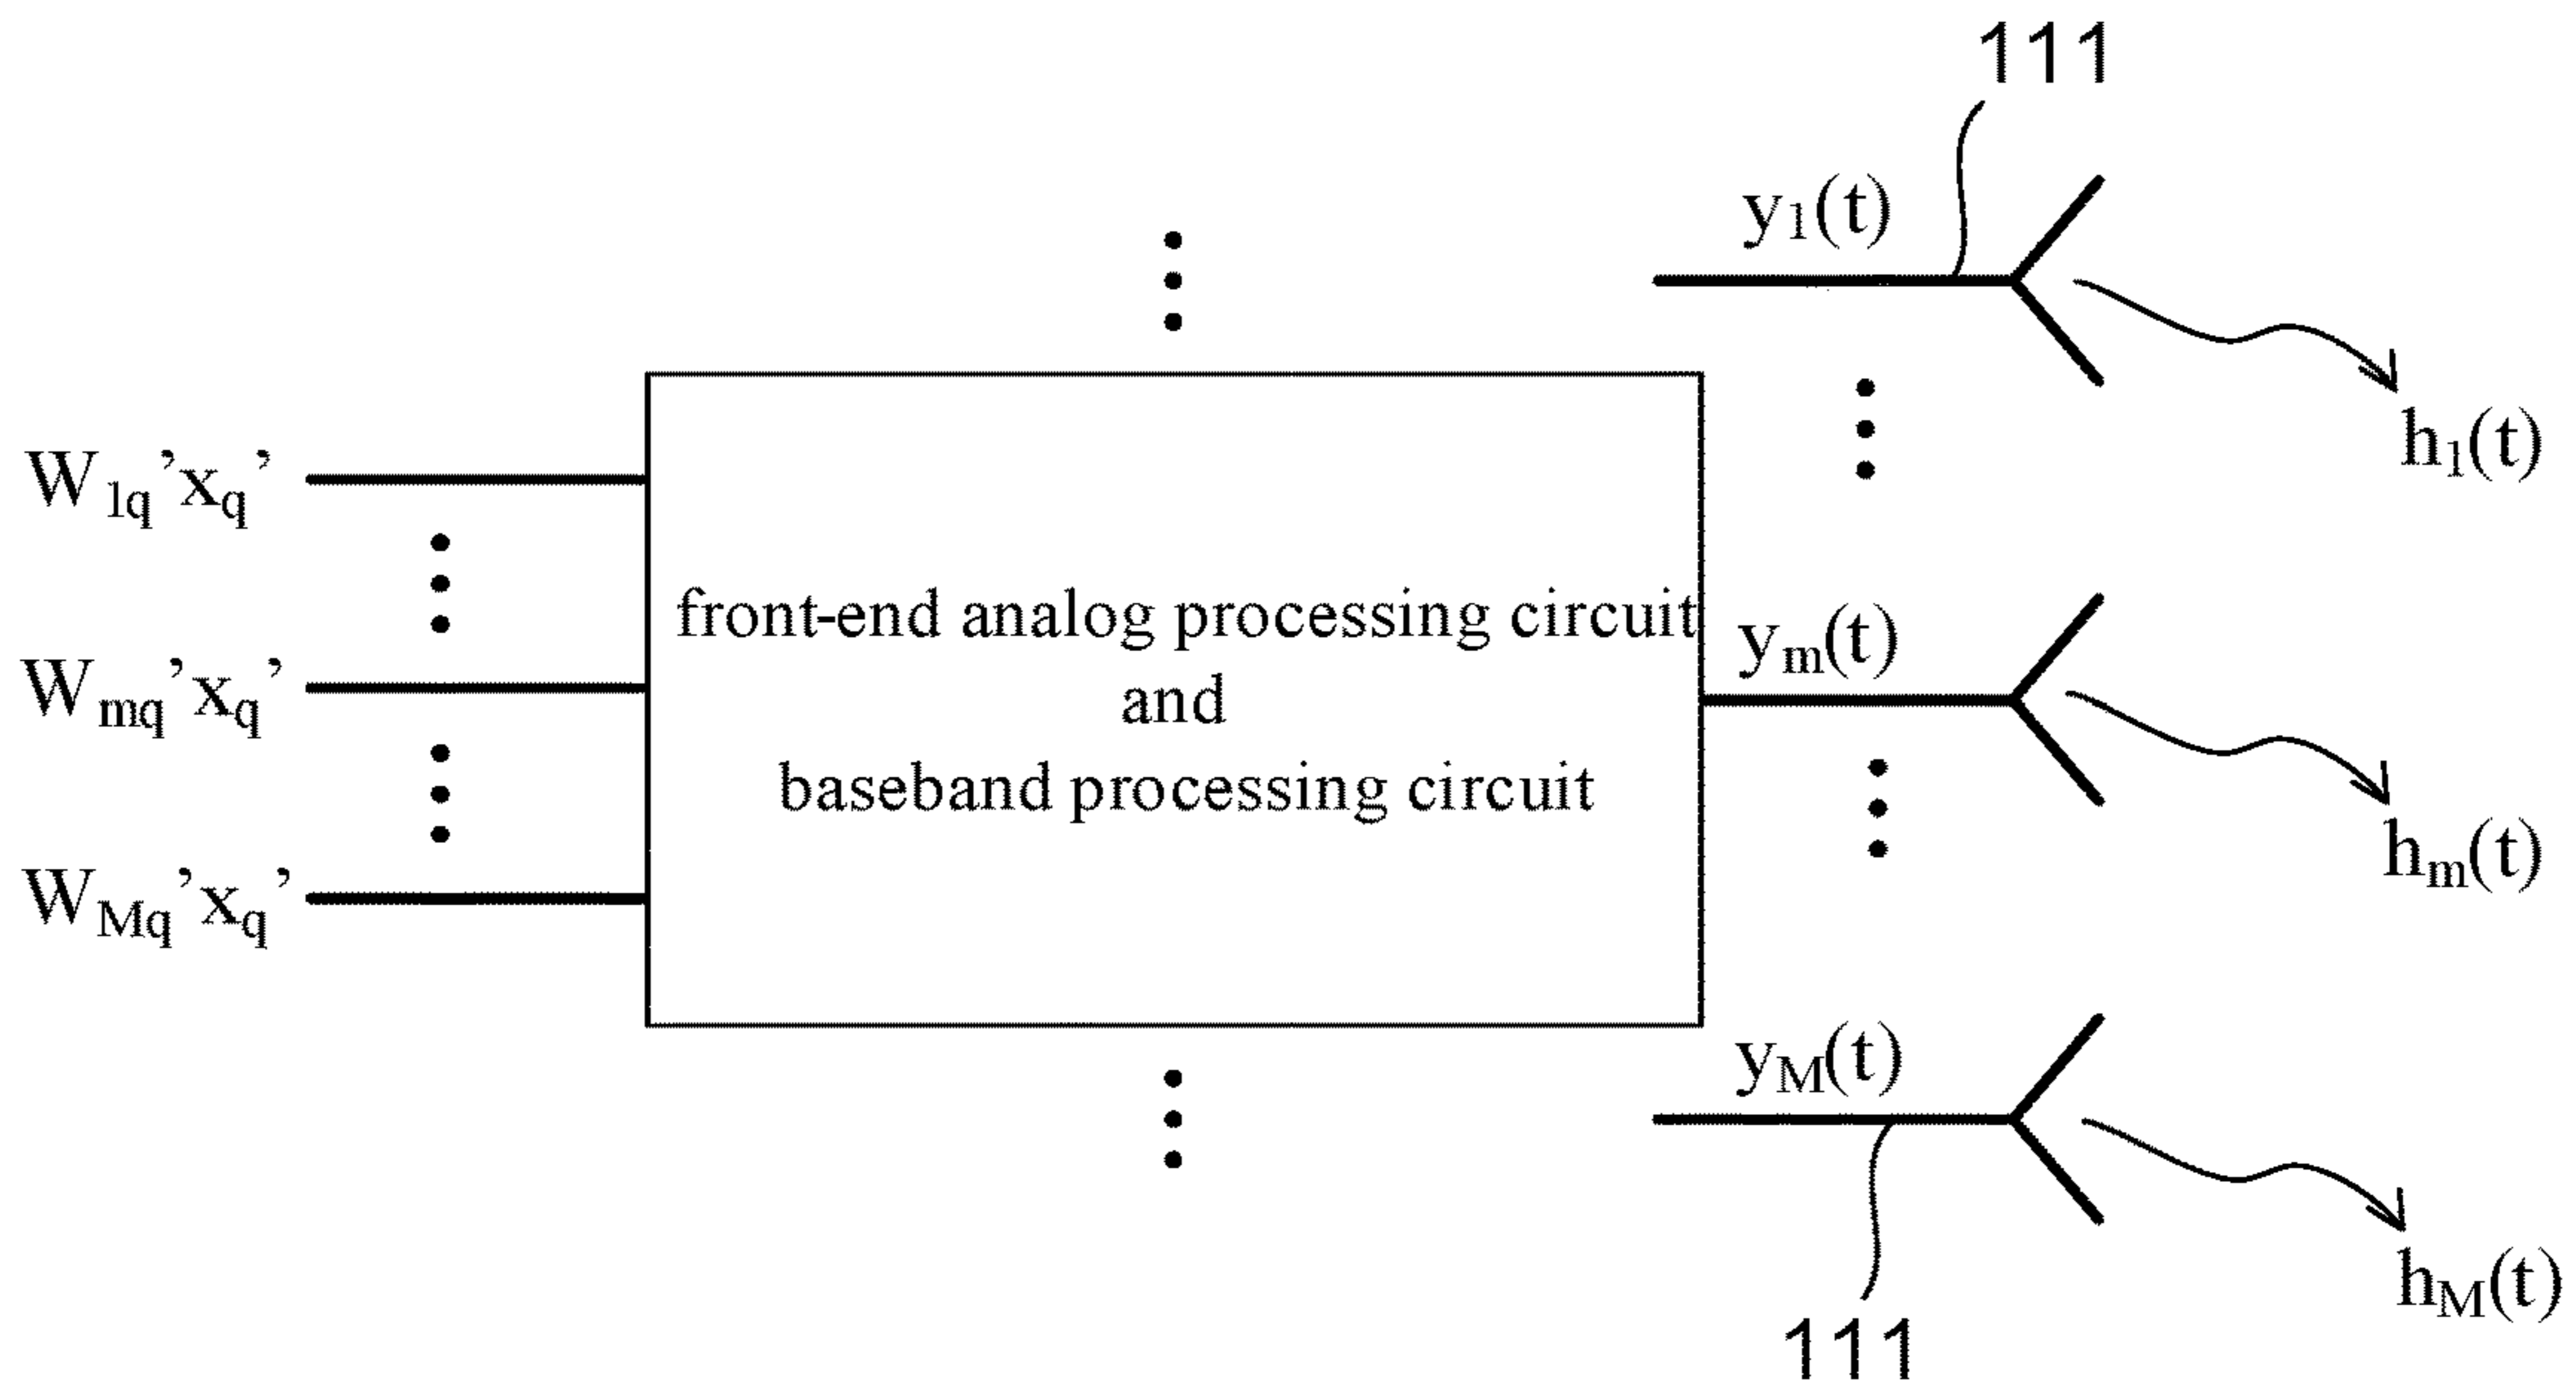 111
y₁(t)
h₁(t)
W₁q’xq’
front-end analog processing circuit
yₘ(t)
Wmq’xq’
and
baseband processing circuit
hₘ(t)
WMq’xq’
yM(t)
hM(t)
111